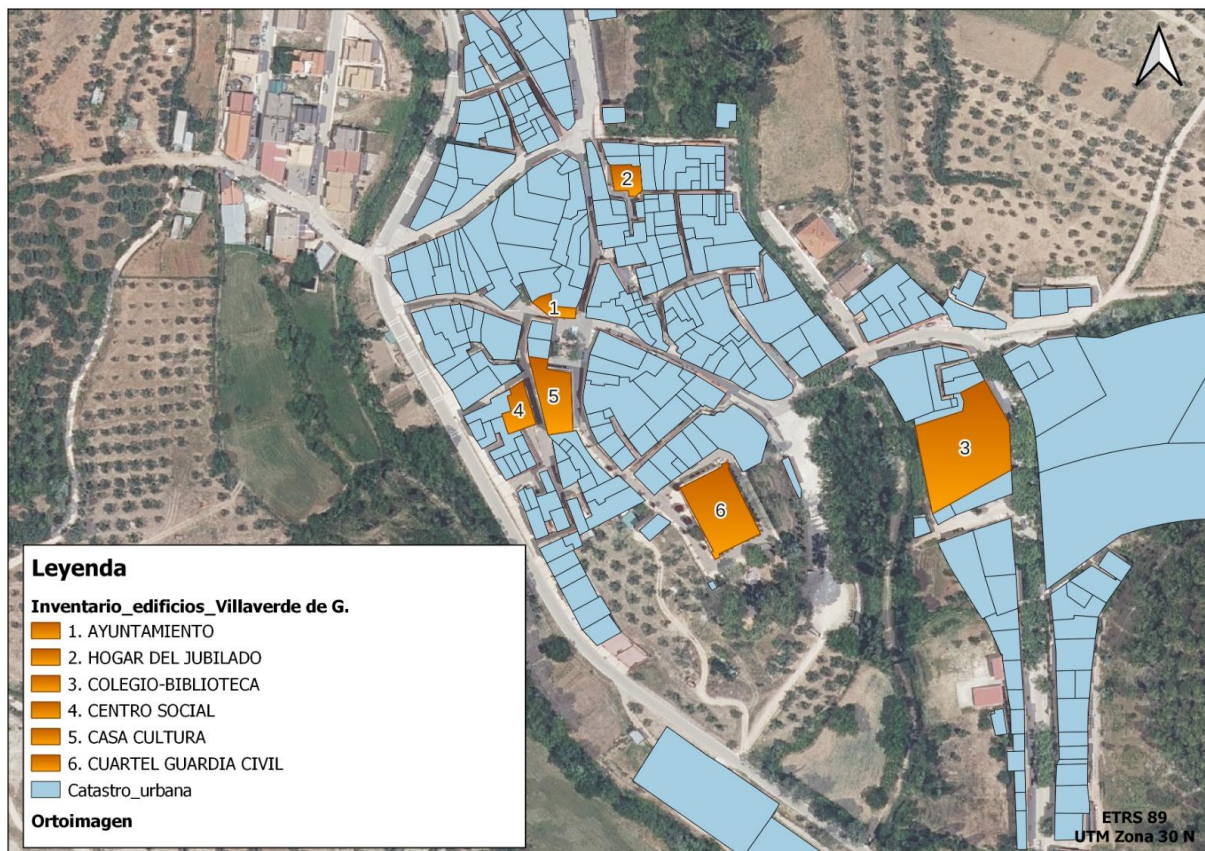 2
1
5
4
3
6
Leyenda
Inventario_edificios_Villaverde de G.
1. AYUNTAMIENTO
2. HOGAR DEL JUBILADO
3. COLEGIO-BIBLIOTECA
4. CENTRO SOCIAL
5. CASA CULTURA
6. CUARTEL GUARDIA CIVIL
Catastro_urbana
Ortoimagen
ETRS 89
UTM Zona 30 N